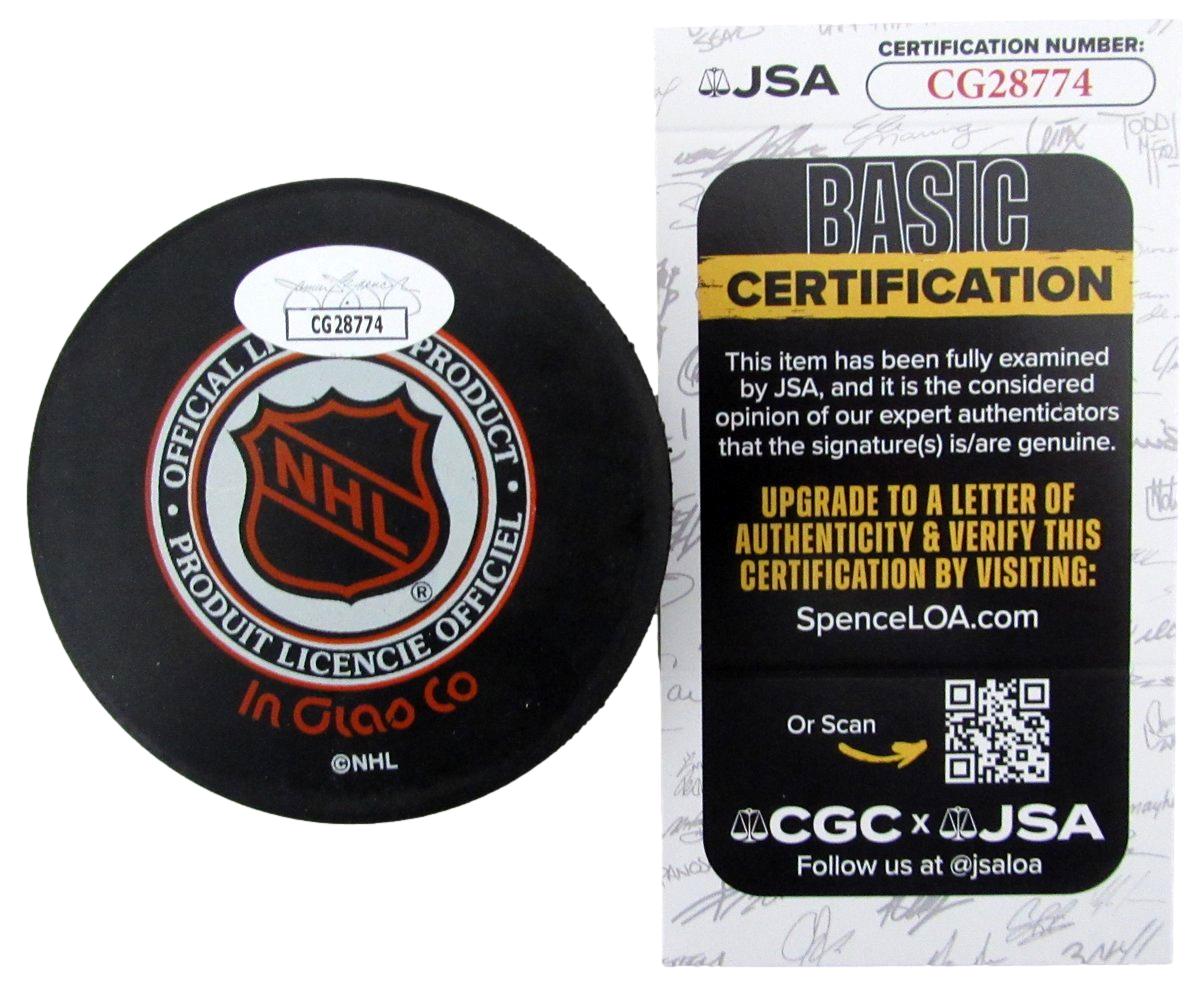 CG28774
OFFICIAL LI PRODUCT
PRODUIT LICENCIE OFFICIEL
NHL
®
In Glas Co
©NHL
JSA
CERTIFICATION NUMBER:
CG28774
BASIC
CERTIFICATION
This item has been fully examined
by JSA, and it is the considered
opinion of our expert authenticators
that the signature(s) is/are genuine.
UPGRADE TO A LETTER OF
AUTHENTICITY & VERIFY THIS
CERTIFICATION BY VISITING:
SpenceLOA.com
Or Scan
CGC x JSA
Follow us at @jsaloa